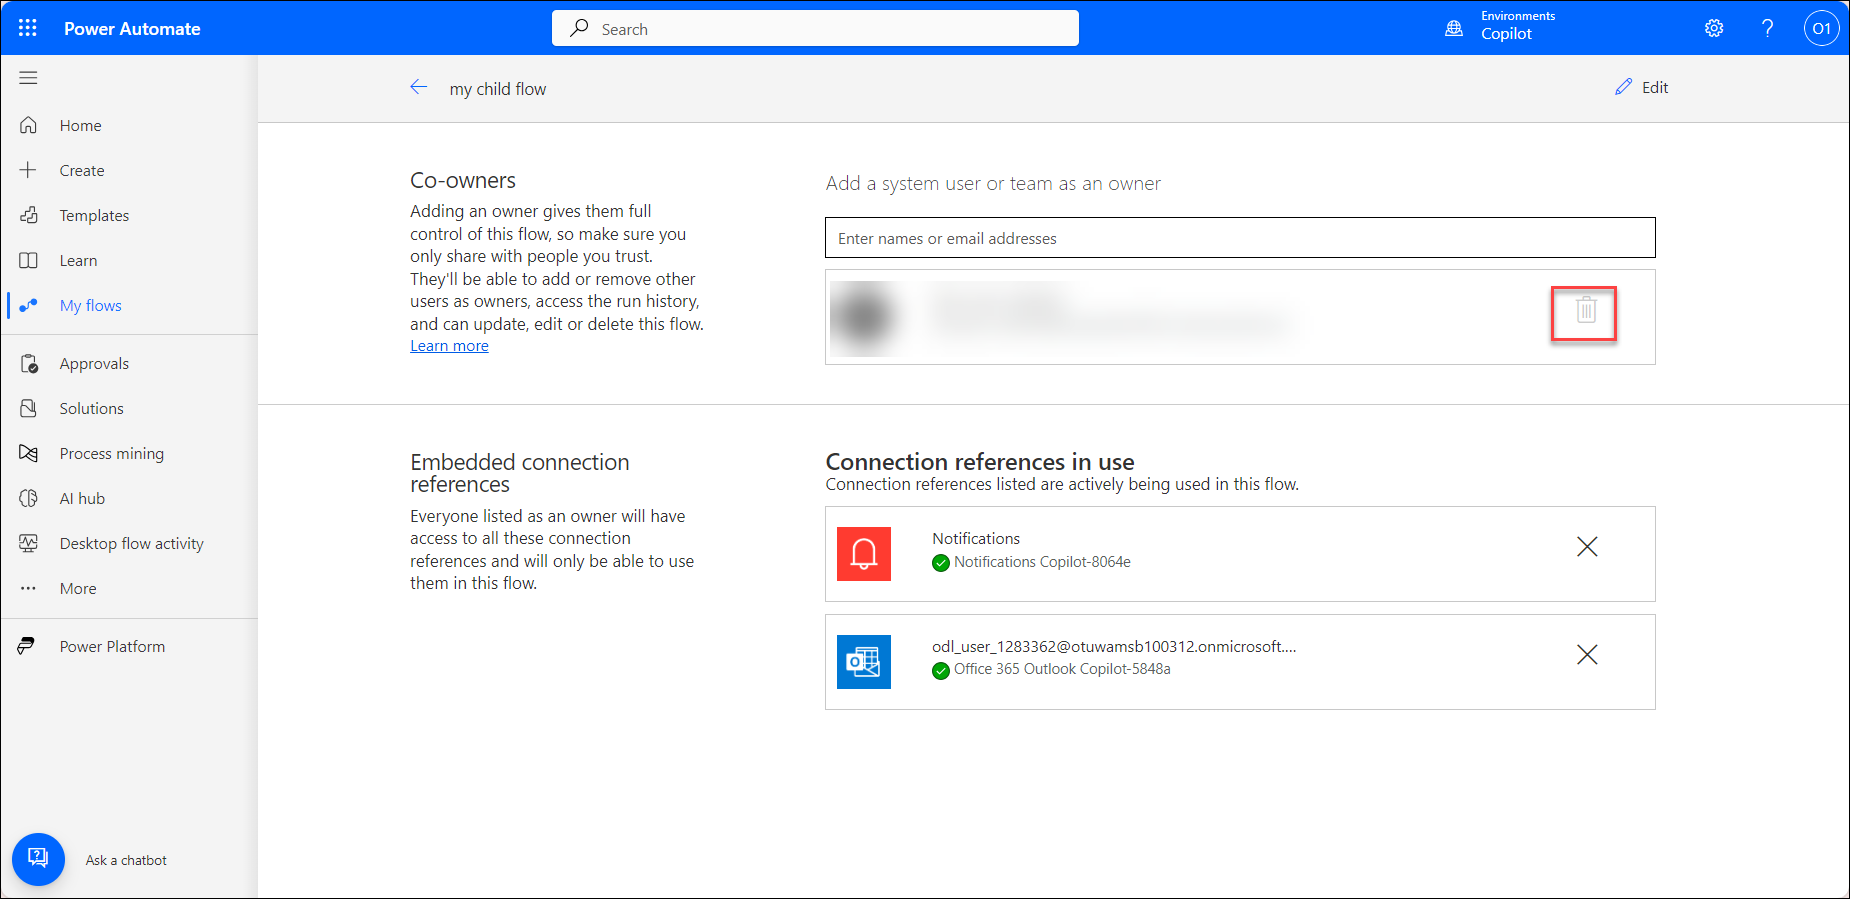 Power Automate
Search
Environments
Copilot
?
O1
my child flow
Edit
Home
Create
Templates
Learn
My flows
Approvals
Solutions
Process mining
AI hub
Desktop flow activity
More
Power Platform
Ask a chatbot
Co-owners
Adding an owner gives them full
control of this flow, so make sure you
only share with people you trust.
They'll be able to add or remove other
users as owners, access the run history,
and can update, edit or delete this flow.
Learn more
Add a system user or team as an owner
Enter names or email addresses
Embedded connection
references
Everyone listed as an owner will have
access to all these connection
references and will only be able to use
them in this flow.
Connection references in use
Connection references listed are actively being used in this flow.
Notifications
Notifications Copilot-8064e
odl_user_1283362@otuwamsb100312.onmicrosoft....
Office 365 Outlook Copilot-5848a